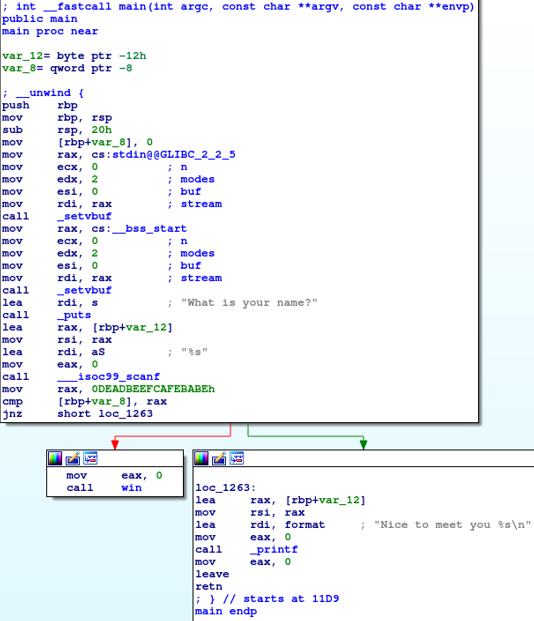 ; int __fastcall main(int argc, const char **argv, const char **envp)
public main
main proc near
var_12= byte ptr -12h
var_8= qword ptr -8
; __unwind {
push rbp
mov rbp, rsp
sub rsp, 20h
mov [rbp+var_8], 0
mov rax, cs:stdin@@GLIBC_2_2_5
mov ecx, 0 ; n
mov edx, 2 ; modes
mov esi, 0 ; buf
mov rdi, rax ; stream
call _setvbuf
mov rax, cs:__bss_start
mov ecx, 0 ; n
mov edx, 2 ; modes
mov esi, 0 ; buf
mov rdi, rax ; stream
call _setvbuf
lea rdi, s ; "What is your name?"
call _puts
lea rax, [rbp+var_12]
mov rsi, rax
lea rdi, aS ; "%s"
mov eax, 0
call ___isoc99_scanf
mov rax, 0DEADBEEFCAFEBABEh
cmp [rbp+var_8], rax
jnz short loc_1263
mov eax, 0
call win
loc_1263:
lea rax, [rbp+var_12]
mov rsi, rax
lea rdi, format ; "Nice to meet you %s\n"
mov eax, 0
call _printf
mov eax, 0
leave
retn
; } // starts at 11D9
main endp